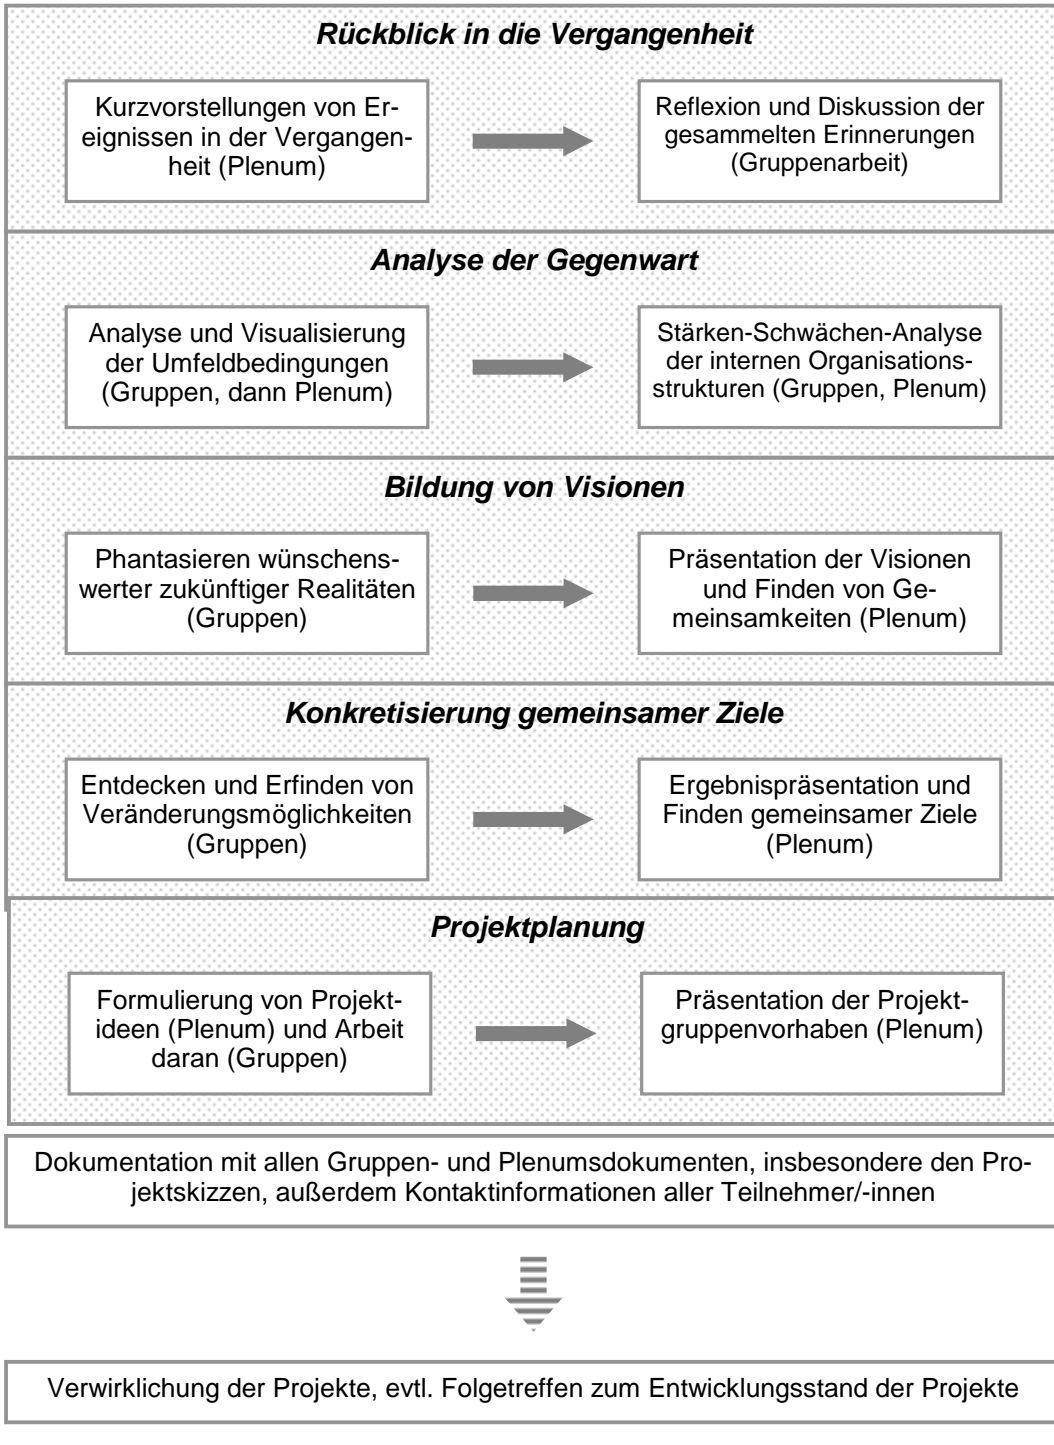 Rückblick in die Vergangenheit
Kurzvorstellungen von Er-
eignissen in der Vergangen-
heit (Plenum)
Reflexion und Diskussion der
gesammelten Erinnerungen
(Gruppenarbeit)
Analyse der Gegenwart
Analyse und Visualisierung
der Umfeldbedingungen
(Gruppen, dann Plenum)
Stärken-Schwächen-Analyse
der internen Organisations-
strukturen (Gruppen, Plenum)
Bildung von Visionen
Phantasieren wünschens-
werter zukünftiger Realitäten
(Gruppen)
Präsentation der Visionen
und Finden von Ge-
meinsamkeiten (Plenum)
Konkretisierung gemeinsamer Ziele
Entdecken und Erfinden von
Veränderungsmöglichkeiten
(Gruppen)
Ergebnispräsentation und
Finden gemeinsamer Ziele
(Plenum)
Projektplanung
Formulierung von Projekt-
ideen (Plenum) und Arbeit
daran (Gruppen)
Präsentation der Projekt-
gruppenvorhaben (Plenum)
Dokumentation mit allen Gruppen- und Plenumsdokumenten, insbesondere den Pro-
jektskizzen, außerdem Kontaktinformationen aller Teilnehmer/-innen
Verwirklichung der Projekte, evtl. Folgetreffen zum Entwicklungsstand der Projekte